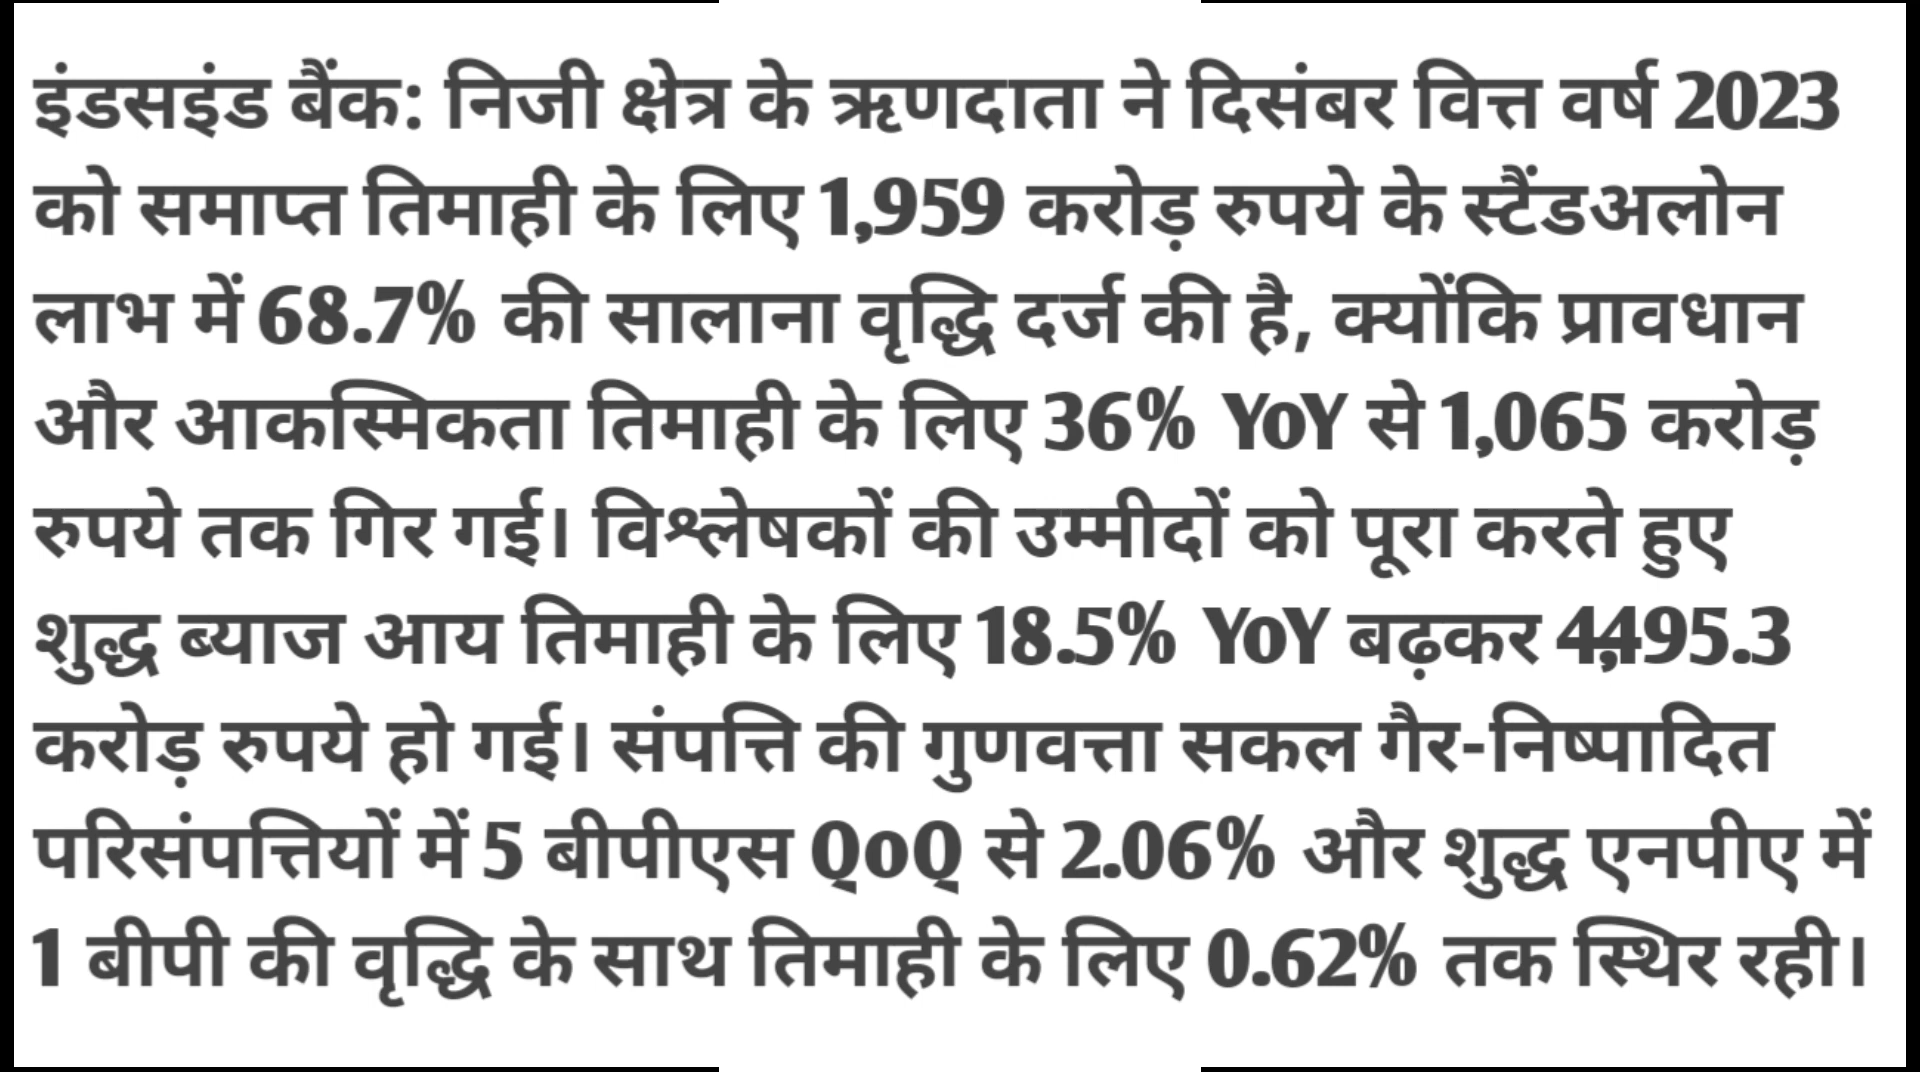 इंडसइंड बैंक: निजी क्षेत्र के ऋणदाता ने दिसंबर वित्त वर्ष 2023
को समाप्त तिमाही के लिए 1,959 करोड़ रुपये के स्टैंडअलोन
लाभ में 68.7% की सालाना वृद्धि दर्ज की है, क्योंकि प्रावधान
और आकस्मिकता तिमाही के लिए 36% YoY से 1,065 करोड़
रुपये तक गिर गई। विश्लेषकों की उम्मीदों को पूरा करते हुए
शुद्ध ब्याज आय तिमाही के लिए 18.5% YoY बढ़कर 4,495.3
करोड़ रुपये हो गई। संपत्ति की गुणवत्ता सकल गैर-निष्पादित
परिसंपत्तियों में 5 बीपीएस QoQ से 2.06% और शुद्ध एनपीए में
1 बीपी की वृद्धि के साथ तिमाही के लिए 0.62% तक स्थिर रही।